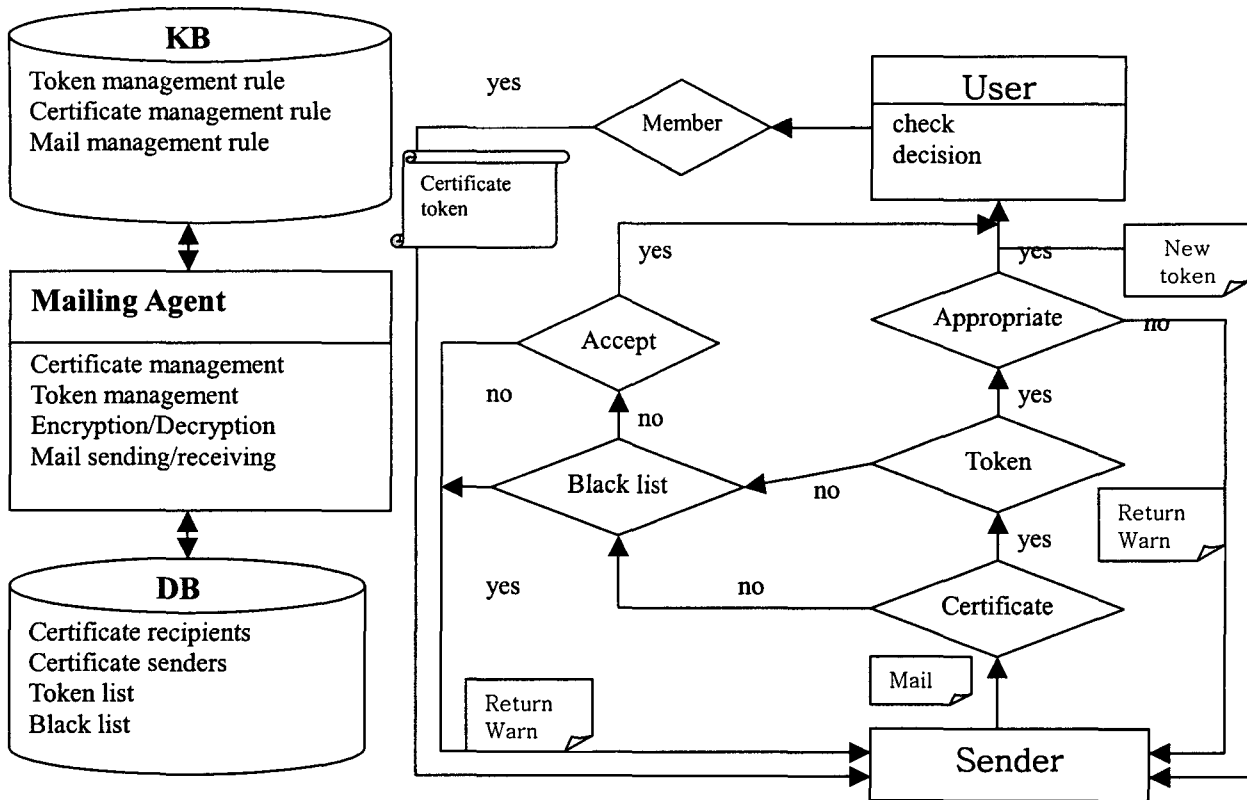 KB
Token management rule
Certificate management rule
Mail management rule
Mailing Agent
Certificate management
Token management
Encryption/Decryption
Mail sending/receiving
DB
Certificate recipients
Certificate senders
Token list
Black list
yes
Member
User
check
decision
Certificate
token
yes
yes
New
token
Accept
Appropriate
no
no
yes
no
Black list
Token
no
Return
Warn
yes
yes
no
Certificate
Mail
Return
Warn
Sender